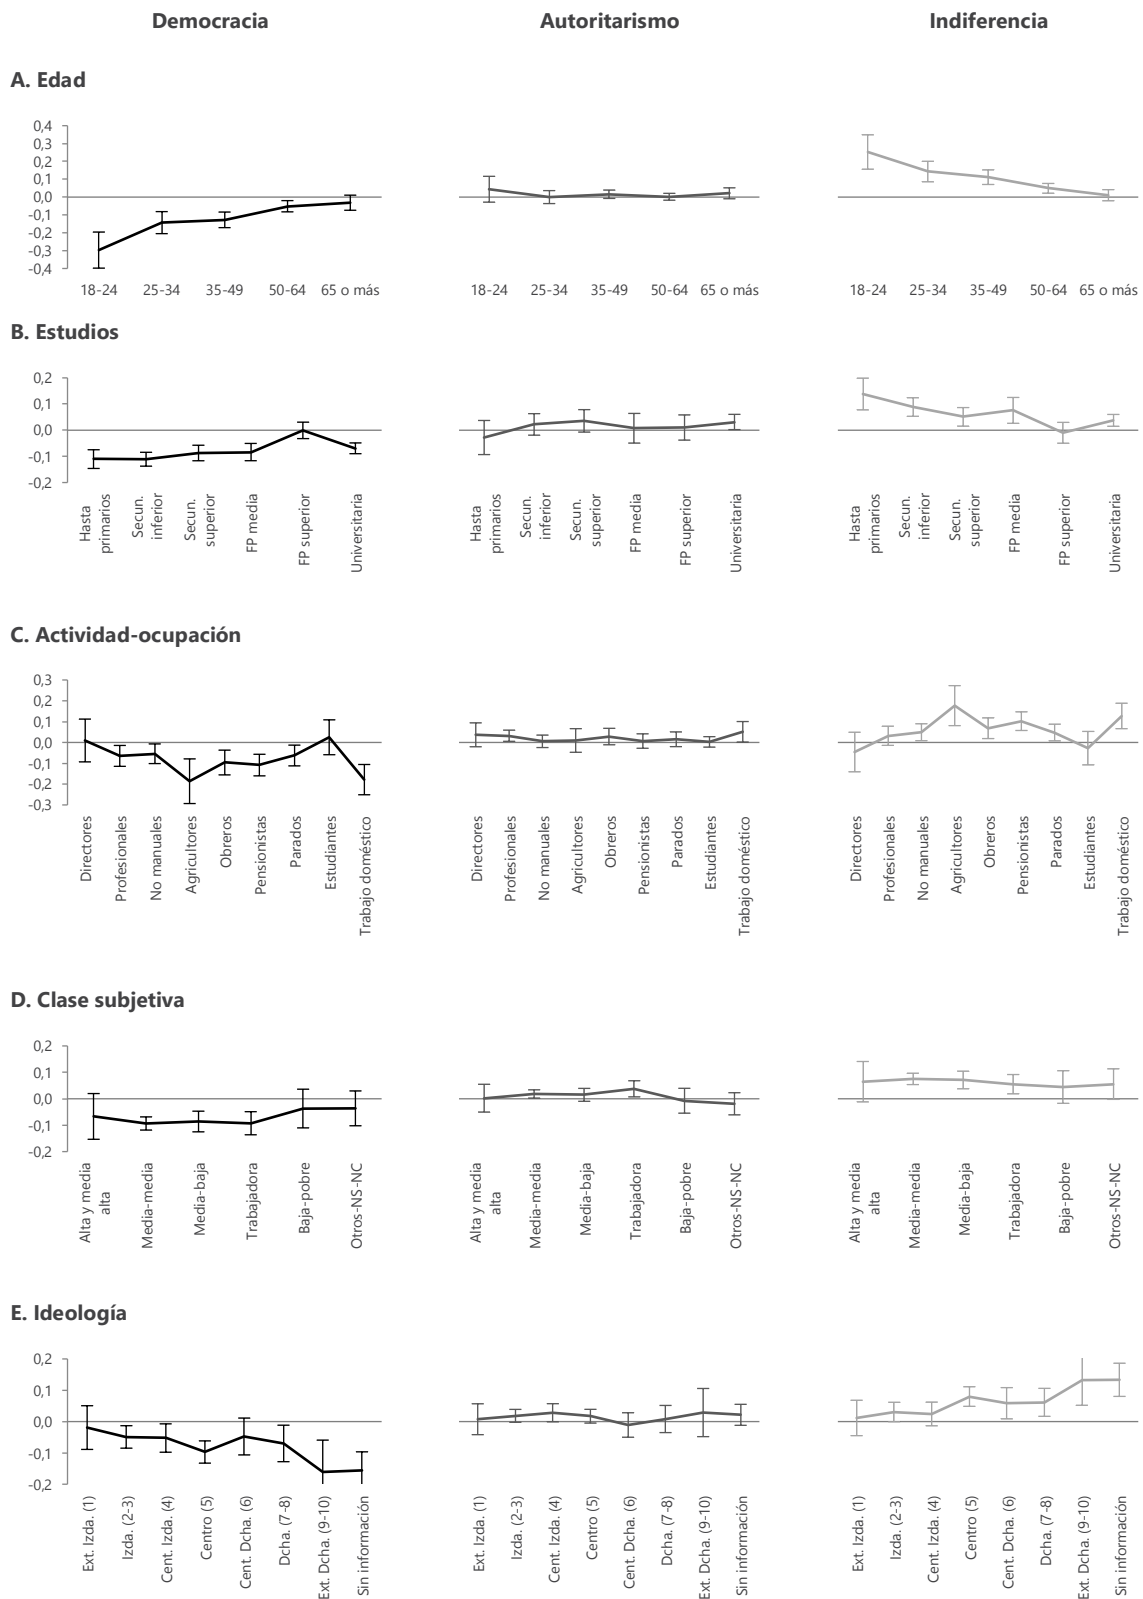 Democracia
Autoritarismo
Indiferencia
A. Edad
0,4
0,3
0,2
0,1
0,0
-0,1
-0,2
-0,3
-0,4
18-24 25-34 35-49 50-64 65 o más
18-24 25-34 35-49 50-64 65 o más
18-24 25-34 35-49 50-64 65 o más
B. Estudios
0,2
0,1
0,0
-0,1
-0,2
Hasta
primarios
Secun.
inferior
Secun.
superior
FP media
FP superior
Universitaria
Hasta
primarios
Secun.
inferior
Secun.
superior
FP media
FP superior
Universitaria
Hasta
primarios
Secun.
inferior
Secun.
superior
FP media
FP superior
Universitaria
C. Actividad-ocupación
0,3
0,2
0,1
0,0
-0,1
-0,2
-0,3
Directores
Profesionales
No manuales
Agricultores
Obreros
Pensionistas
Parados
Estudiantes
Trabajo doméstico
Directores
Profesionales
No manuales
Agricultores
Obreros
Pensionistas
Parados
Estudiantes
Trabajo doméstico
Directores
Profesionales
No manuales
Agricultores
Obreros
Pensionistas
Parados
Estudiantes
Trabajo doméstico
D. Clase subjetiva
0,2
0,1
0,0
-0,1
-0,2
Alta y media
alta
Media-media
Media-baja
Trabajadora
Baja-pobre
Otros-NS-NC
Alta y media
alta
Media-media
Media-baja
Trabajadora
Baja-pobre
Otros-NS-NC
Alta y media
alta
Media-media
Media-baja
Trabajadora
Baja-pobre
Otros-NS-NC
E. Ideología
0,2
0,1
0,0
-0,1
-0,2
Ext. Izda. (1)
Izda. (2-3)
Cent. Izda. (4)
Centro (5)
Cent. Dcha. (6)
Dcha. (7-8)
Ext. Dcha. (9-10)
Sin información
Ext. Izda. (1)
Izda. (2-3)
Cent. Izda. (4)
Centro (5)
Cent. Dcha. (6)
Dcha. (7-8)
Ext. Dcha. (9-10)
Sin información
Ext. Izda. (1)
Izda. (2-3)
Cent. Izda. (4)
Centro (5)
Cent. Dcha. (6)
Dcha. (7-8)
Ext. Dcha. (9-10)
Sin información